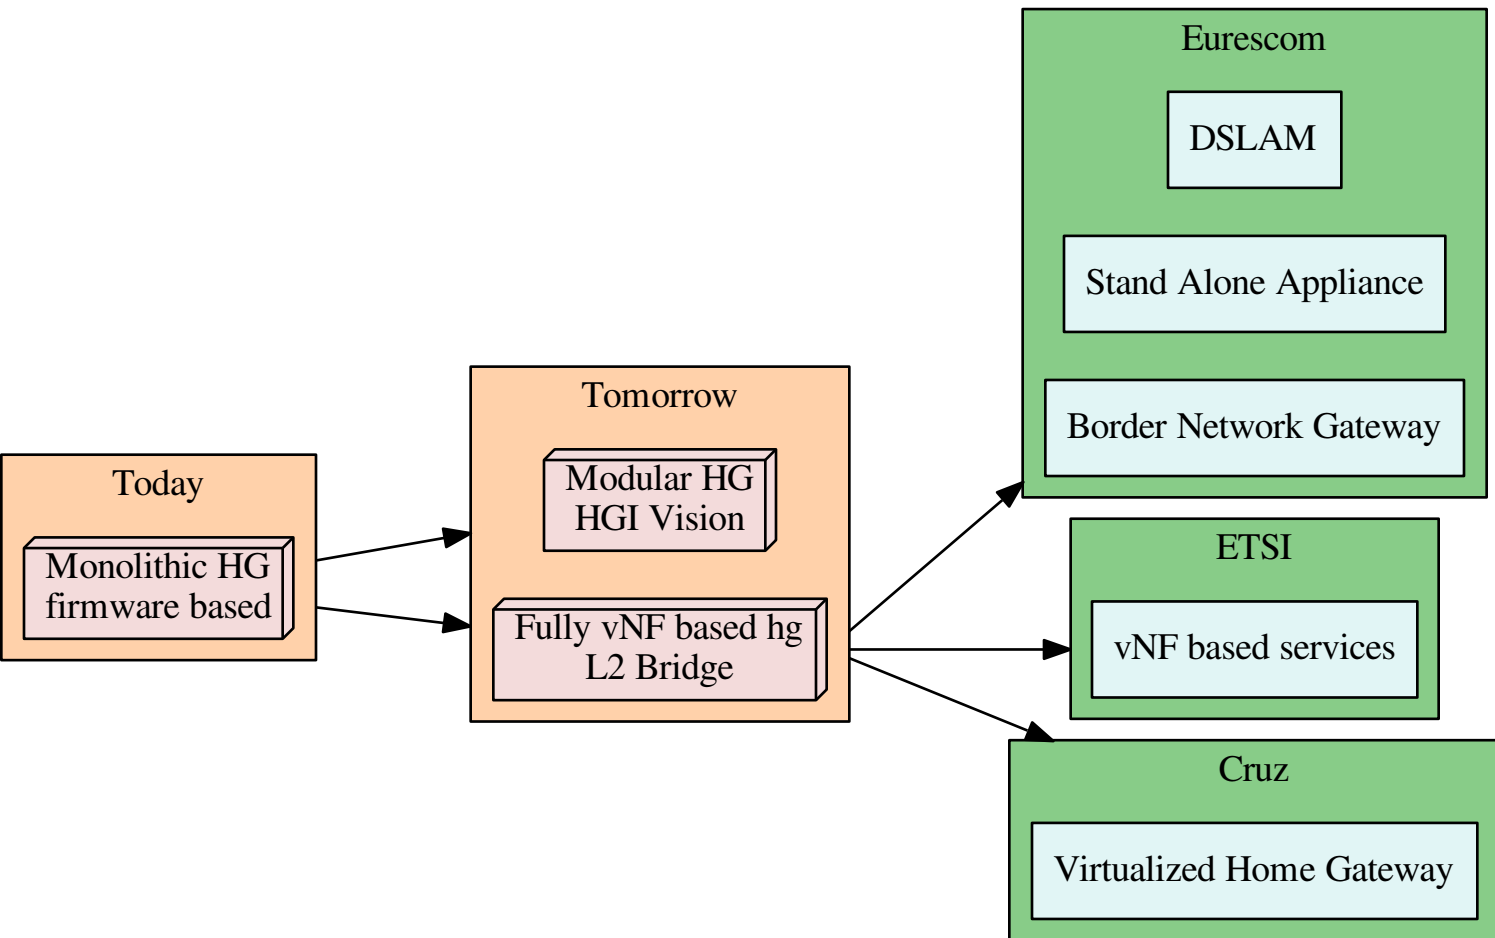 Today
Monolithic HG
firmware based
Tomorrow
Modular HG
HGI Vision
Fully vNF based hg
L2 Bridge
Eurescom
DSLAM
Stand Alone Appliance
Border Network Gateway
ETSI
vNF based services
Cruz
Virtualized Home Gateway